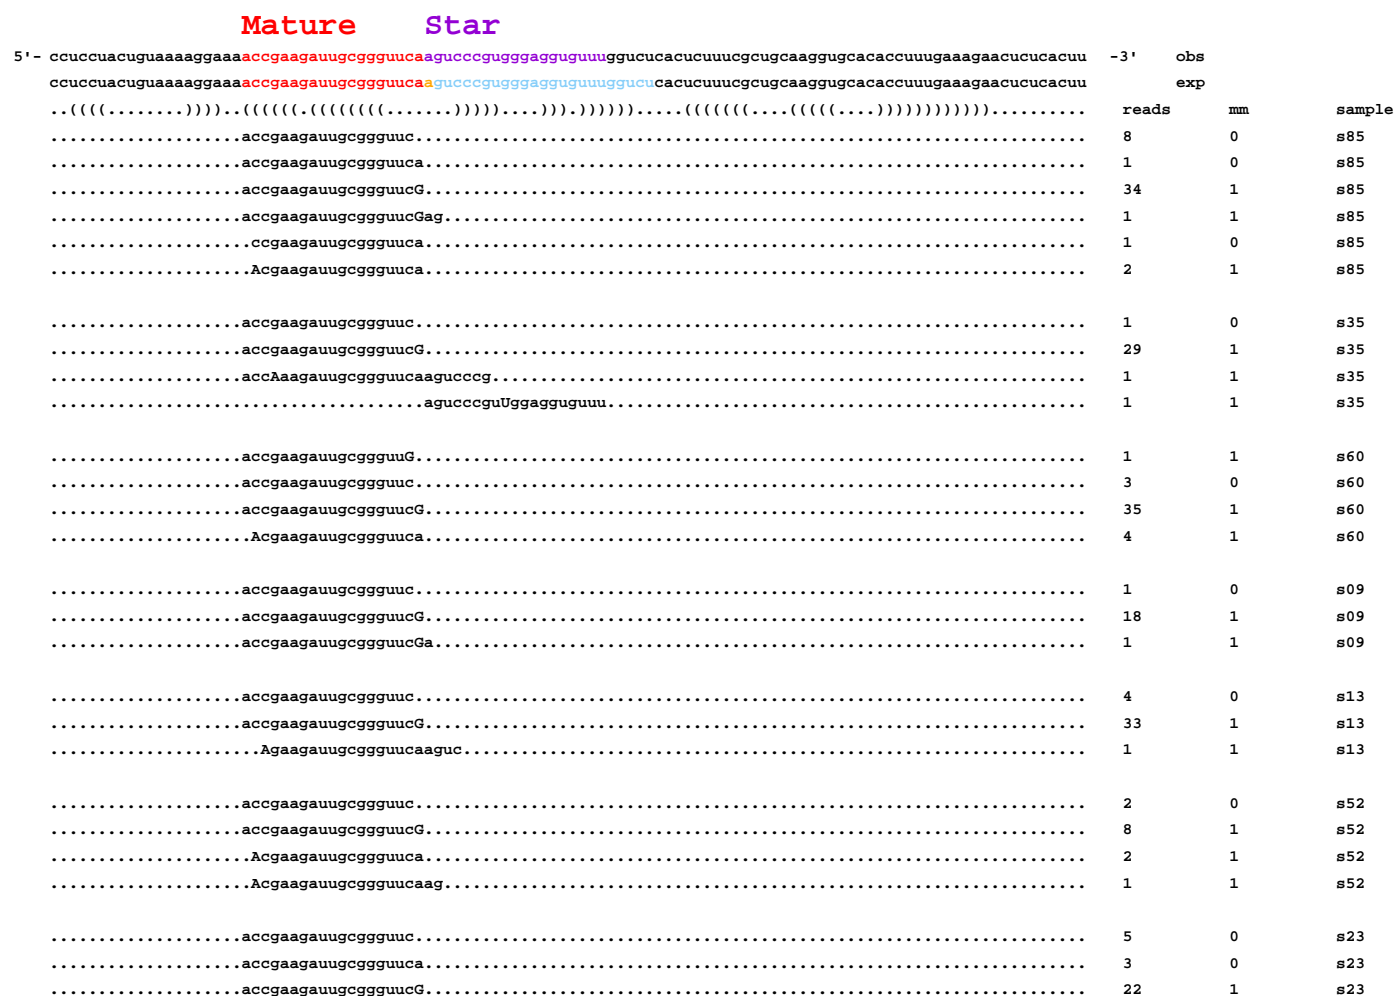 Mature Star
5'- ccuccuacuguaaaaggaaaaccgaagauugcggguucaagucccgugggagguguuuggucucacucuuucgcugcaaggugcacaccuuugaaagaacucucacuu -3' obs
ccuccuacuguaaaaggaaaaccgaagauugcggguucaagucccgugggagguguuuggucucacucuuucgcugcaaggugcacaccuuugaaagaacucucacuu exp
..((((........))))..((((((.((((((((.......)))))....))).)))))).....(((((((....(((((....)))))))))))).......... reads mm sample
....................accgaagauugcggguuc...................................................................... 8 0 s85
....................accgaagauugcggguuca..................................................................... 1 0 s85
....................accgaagauugcggguucG..................................................................... 34 1 s85
....................accgaagauugcggguucGag................................................................... 1 1 s85
.....................ccgaagauugcggguuca..................................................................... 1 0 s85
.....................Acgaagauugcggguuca..................................................................... 2 1 s85
....................accgaagauugcggguuc...................................................................... 1 0 s35
....................accgaagauugcggguucG..................................................................... 29 1 s35
....................accAaagauugcggguucaagucccg.............................................................. 1 1 s35
.......................................agucccguUggagguguuu.................................................. 1 1 s35
....................accgaagauugcggguuG...................................................................... 1 1 s60
....................accgaagauugcggguuc...................................................................... 3 0 s60
....................accgaagauugcggguucG..................................................................... 35 1 s60
.....................Acgaagauugcggguuca..................................................................... 4 1 s60
....................accgaagauugcggguuc...................................................................... 1 0 s09
....................accgaagauugcggguucG..................................................................... 18 1 s09
....................accgaagauugcggguucGa.................................................................... 1 1 s09
....................accgaagauugcggguuc...................................................................... 4 0 s13
....................accgaagauugcggguucG..................................................................... 33 1 s13
......................Agaagauugcggguucaaguc................................................................. 1 1 s13
....................accgaagauugcggguuc...................................................................... 2 0 s52
....................accgaagauugcggguucG..................................................................... 8 1 s52
.....................Acgaagauugcggguuca..................................................................... 2 1 s52
.....................Acgaagauugcggguucaag................................................................... 1 1 s52
....................accgaagauugcggguuc...................................................................... 5 0 s23
....................accgaagauugcggguuca..................................................................... 3 0 s23
....................accgaagauugcggguucG..................................................................... 22 1 s23